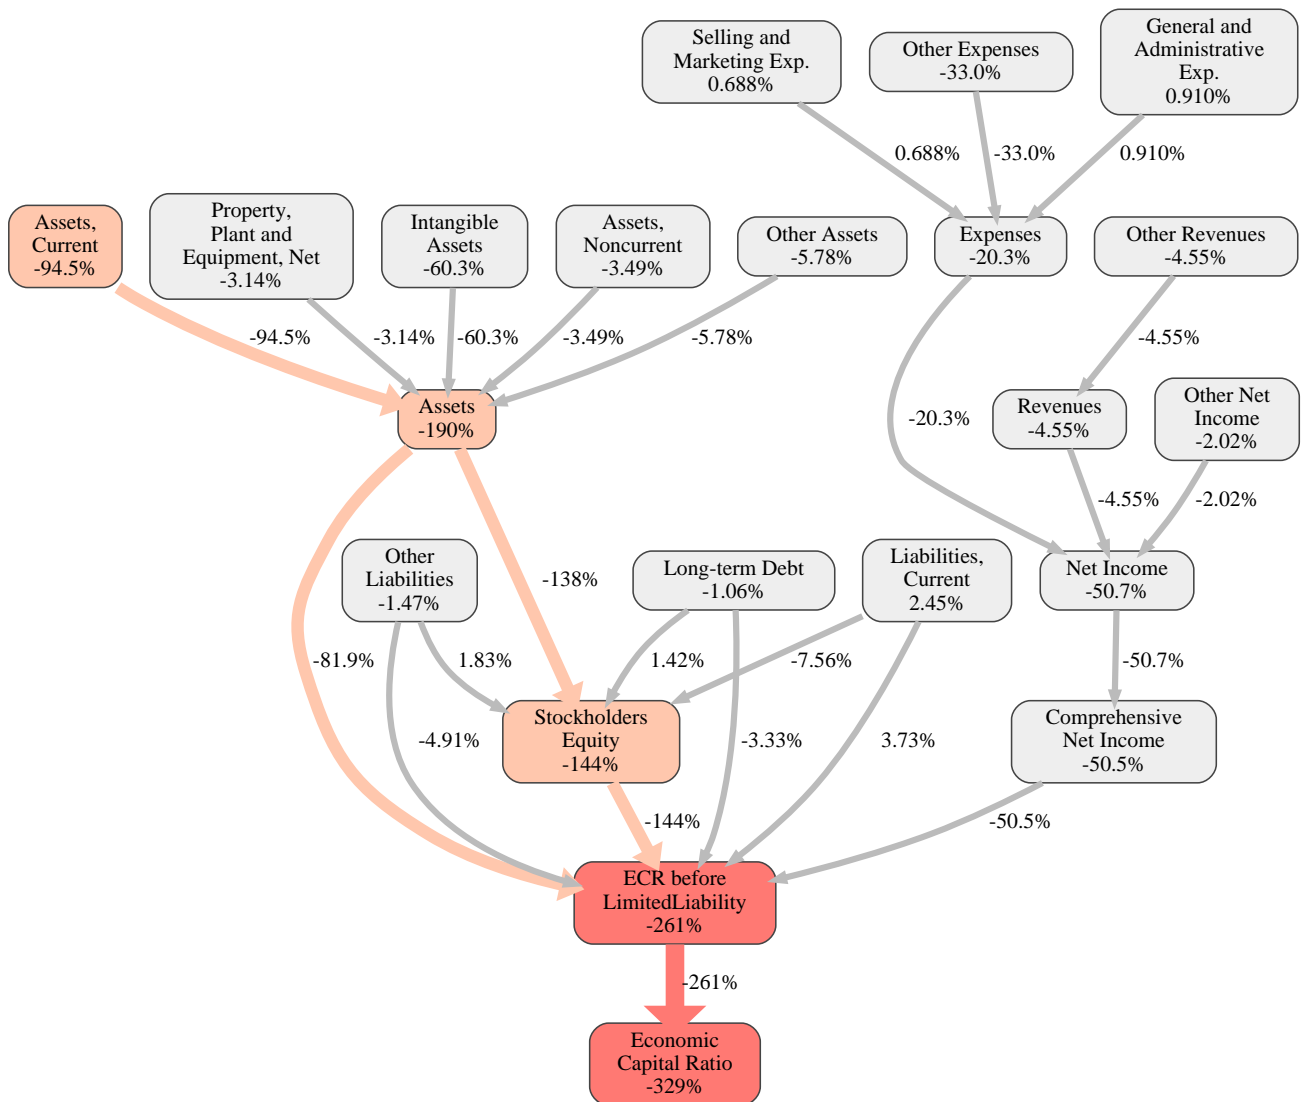 Selling and
Marketing Exp.
0.688%
Other Expenses
-33.0%
General and
Administrative
Exp.
0.910%
0.688%
-33.0%
0.910%
Assets,
Current
-94.5%
Property,
Plant and
Equipment, Net
-3.14%
Intangible
Assets
-60.3%
Assets,
Noncurrent
-3.49%
Other Assets
-5.78%
Expenses
-20.3%
Other Revenues
-4.55%
-94.5%
-3.14%
-60.3%
-3.49%
-5.78%
-4.55%
Assets
-190%
-20.3%
Revenues
-4.55%
Other Net
Income
-2.02%
-4.55%
-2.02%
Other
Liabilities
-1.47%
-138%
Long-term Debt
-1.06%
Liabilities,
Current
2.45%
Net Income
-50.7%
-81.9%
1.83%
1.42%
-7.56%
-50.7%
-4.91%
Stockholders
Equity
-144%
-3.33%
3.73%
Comprehensive
Net Income
-50.5%
-144%
-50.5%
ECR before
LimitedLiability
-261%
-261%
Economic
Capital Ratio
-329%